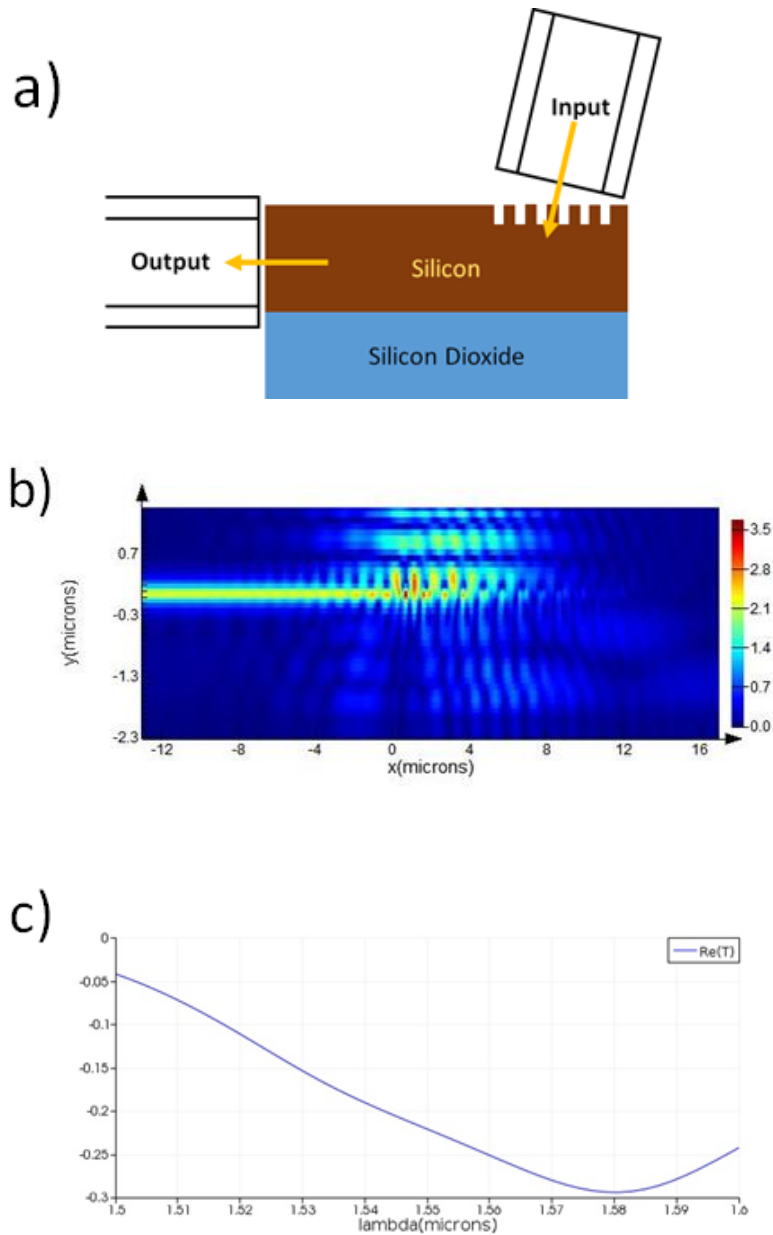 a)
Input
Output
Silicon
Silicon Dioxide
b)
0.7
-0.3
-1.3
-2.3
y(microns)
-12 -8 -4 0 4 8 12 16
x(microns)
3.5
2.8
2.1
1.4
0.7
0.0
c)
Re(T)
0
-0.05
-0.1
-0.15
-0.2
-0.25
-0.3
1.5 1.51 1.52 1.53 1.54 1.55 1.56 1.57 1.58 1.59 1.6
lambda(microns)